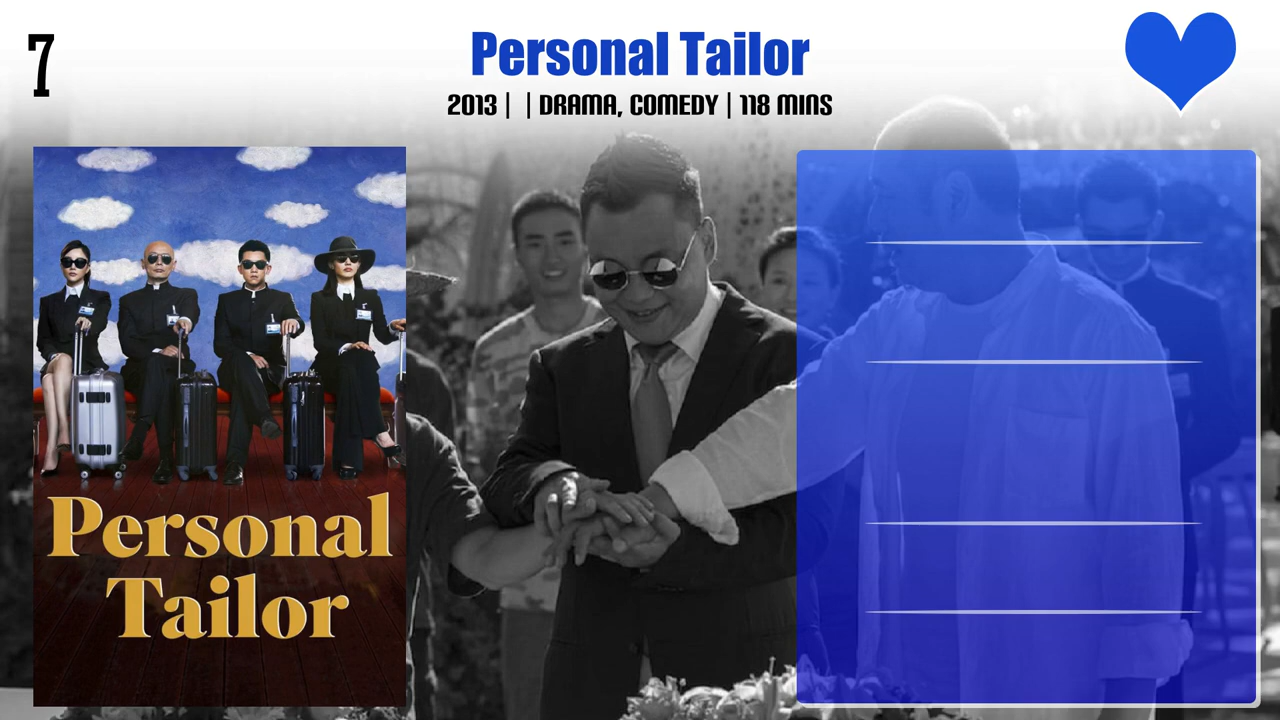 7
Personal Tailor
2013 | | DRAMA, COMEDY | 118 MINS
Personal
Tailor